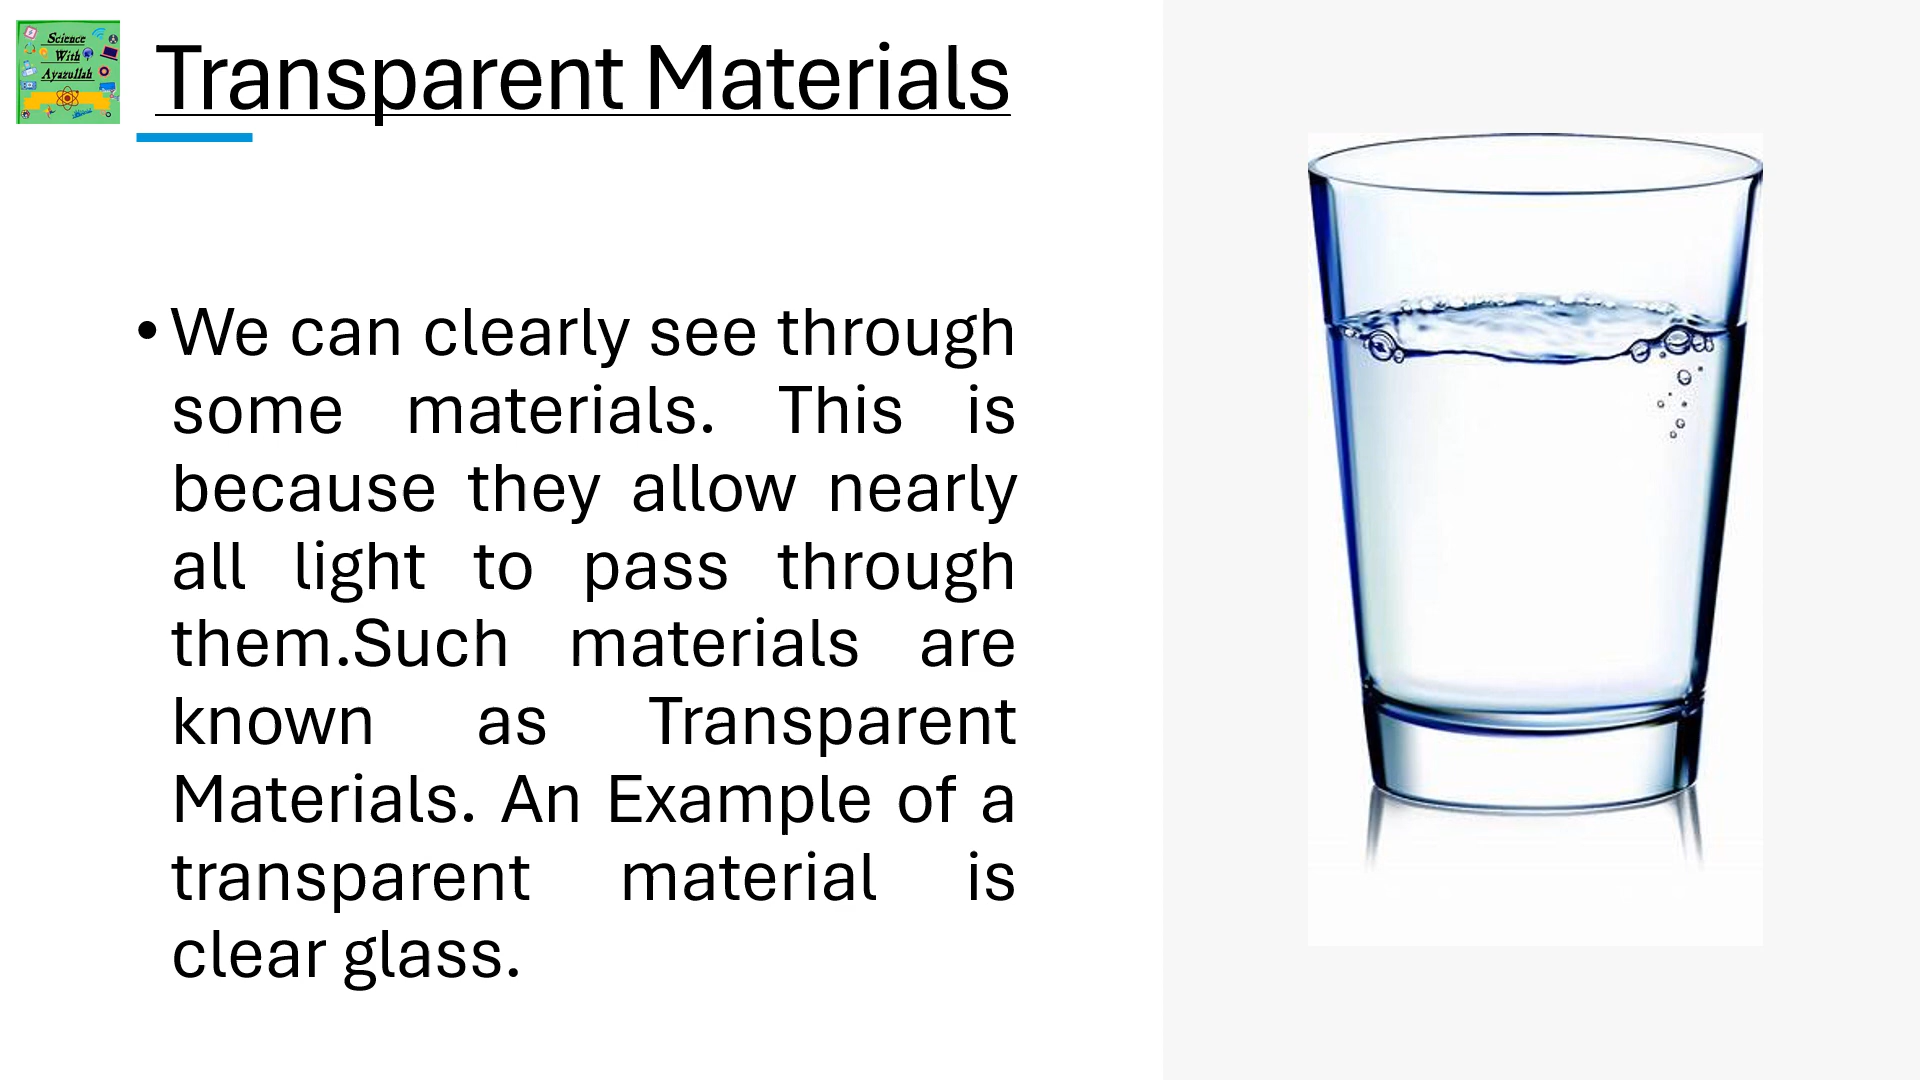 Science
With
Ayazullah
Transparent Materials
• We can clearly see through
some materials. This is
because they allow nearly
all light to pass through
them.Such materials are
known as Transparent
Materials. An Example of a
transparent material is
clear glass.